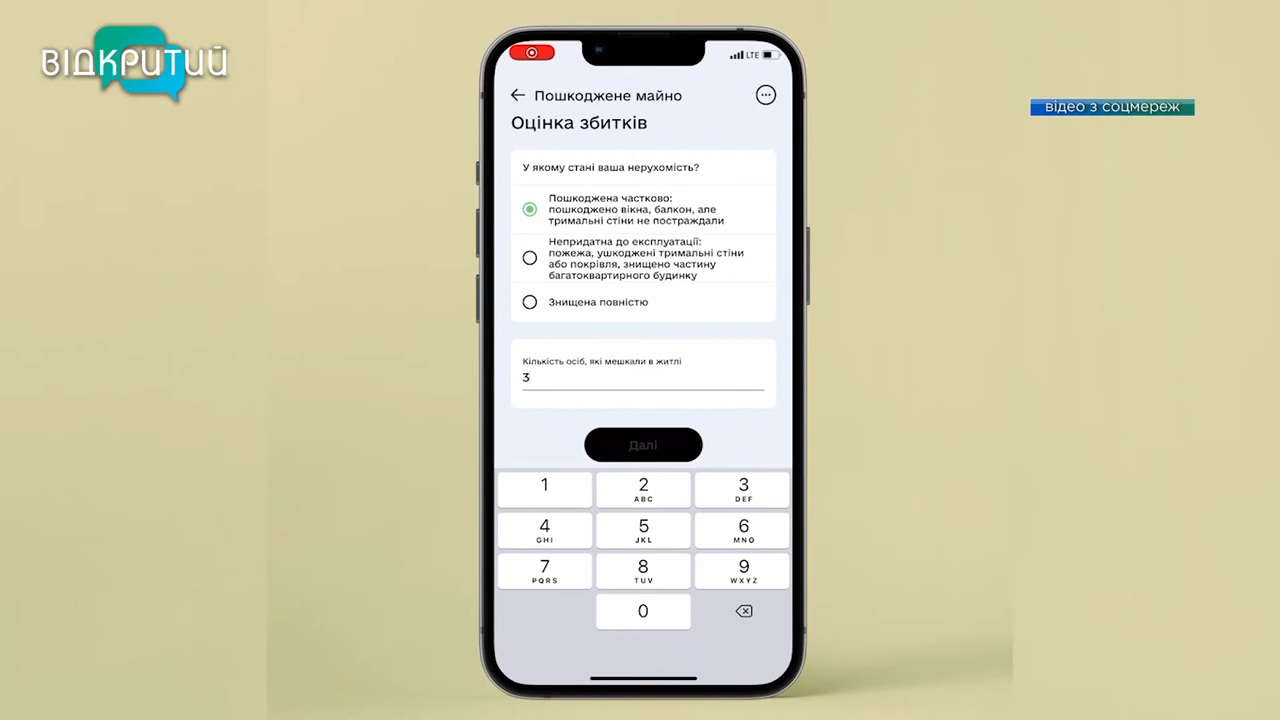 ВІДКРИТИЙ
відео з соцмереж
LTE
← Пошкоджене майно
Оцінка збитків
У якому стані ваша нерухомість?
Пошкоджена частково:
пошкоджено вікна, балкон, але
тримальні стіни не постраждали
Непридатна до експлуатації:
пожежа, ушкоджені тримальні стіни
або покрівля, знищено частину
багатоквартирного будинку
Знищена повністю
Кількість осіб, які мешкали в житлі
3
Далі
1 2 3
ABC DEF
4 5 6
GHI JKL MNO
7 8 9
PQRS TUV WXYZ
0